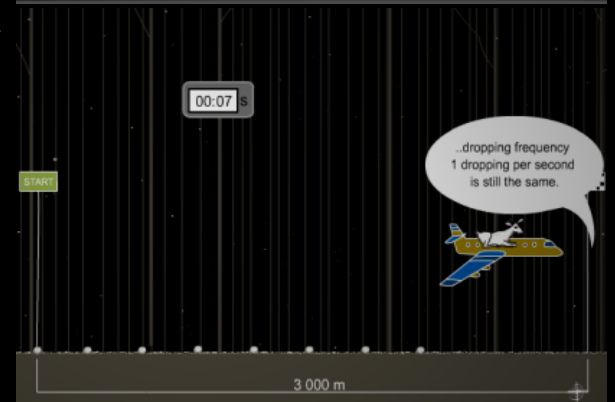 00:07 s
..dropping frequency
1 dropping per second
is still the same.
START
3 000 m